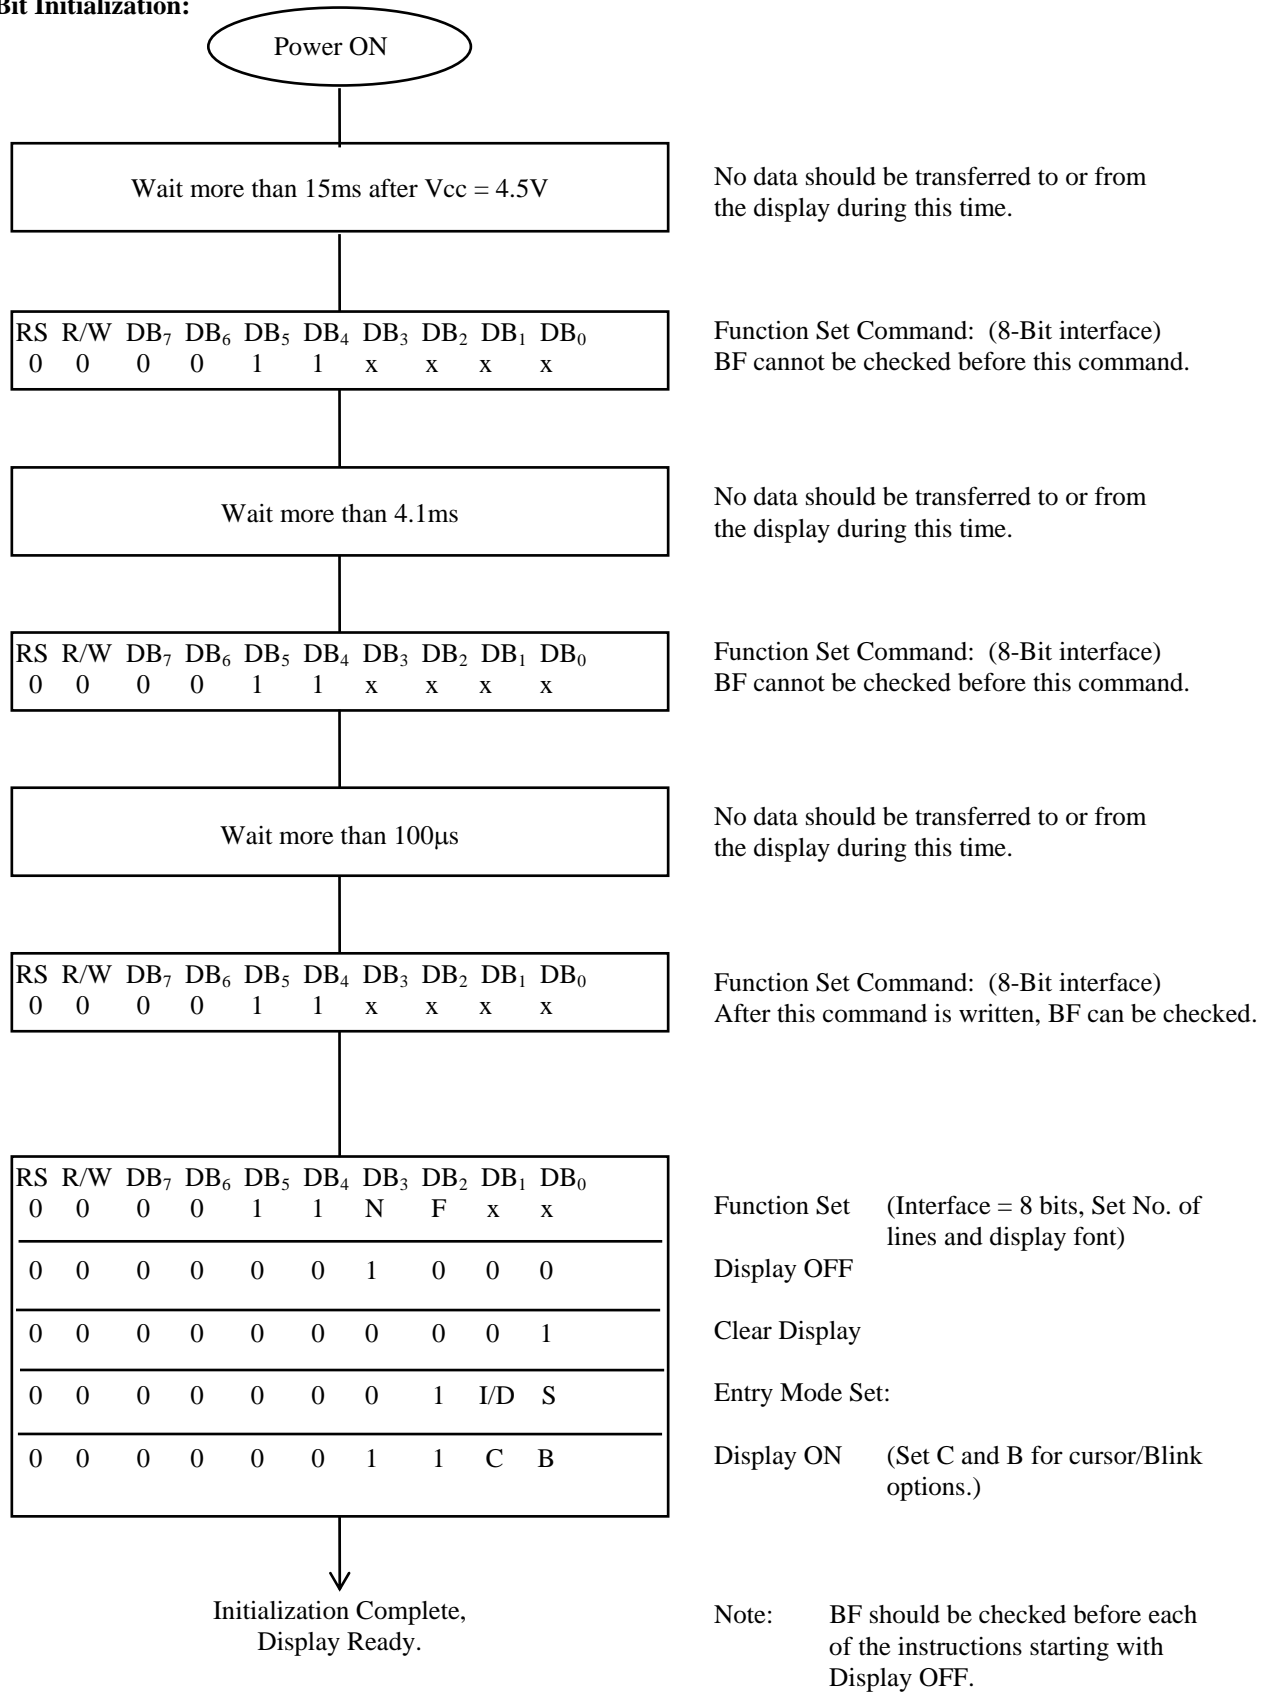 Bit Initialization:
Power ON
Wait more than 15ms after Vcc = 4.5V
No data should be transferred to or from
the display during this time.
RS R/W DB₇ DB₆ DB₅ DB₄ DB₃ DB₂ DB₁ DB₀
0 0 0 0 1 1 x x x x
Function Set Command: (8-Bit interface)
BF cannot be checked before this command.
Wait more than 4.1ms
No data should be transferred to or from
the display during this time.
RS R/W DB₇ DB₆ DB₅ DB₄ DB₃ DB₂ DB₁ DB₀
0 0 0 0 1 1 x x x x
Function Set Command: (8-Bit interface)
BF cannot be checked before this command.
Wait more than 100μs
No data should be transferred to or from
the display during this time.
RS R/W DB₇ DB₆ DB₅ DB₄ DB₃ DB₂ DB₁ DB₀
0 0 0 0 1 1 x x x x
Function Set Command: (8-Bit interface)
After this command is written, BF can be checked.
RS R/W DB₇ DB₆ DB₅ DB₄ DB₃ DB₂ DB₁ DB₀
0 0 0 0 1 1 N F x x
Function Set (Interface = 8 bits, Set No. of
lines and display font)
0 0 0 0 0 0 1 0 0 0
Display OFF
0 0 0 0 0 0 0 0 0 1
Clear Display
0 0 0 0 0 0 0 1 I/D S
Entry Mode Set:
0 0 0 0 0 0 1 1 C B
Display ON (Set C and B for cursor/Blink
options.)
Initialization Complete,
Display Ready.
Note: BF should be checked before each
of the instructions starting with
Display OFF.